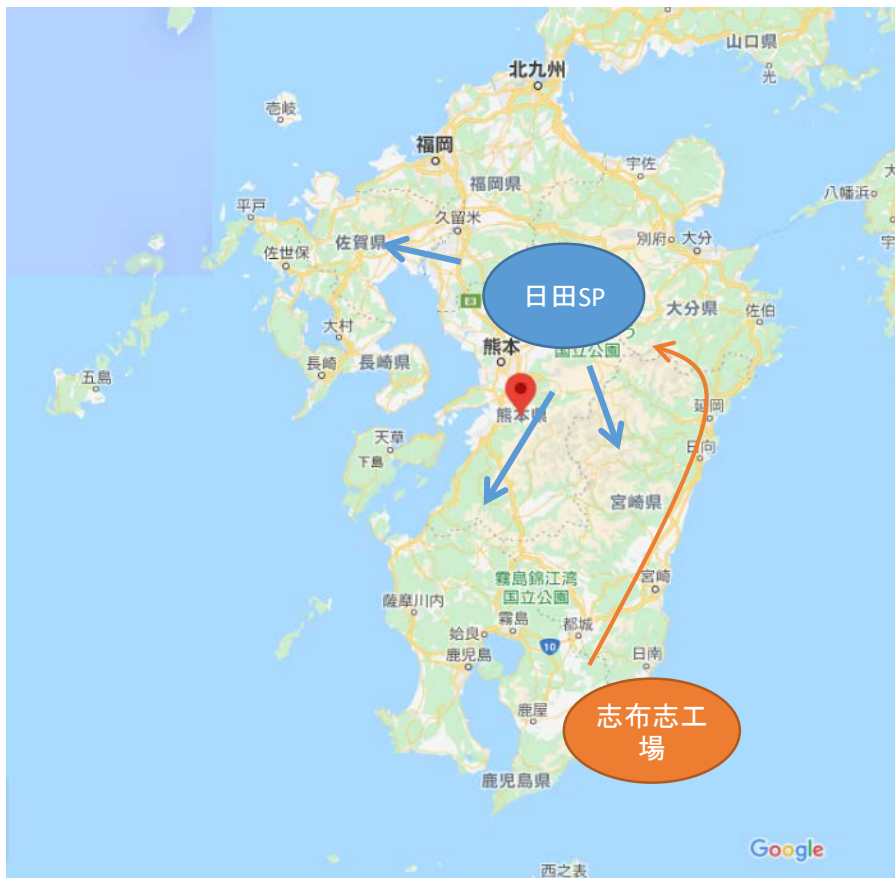 山口県
光
北九州
壱岐
福岡
福岡県
宇佐
八幡浜
平戸
佐賀県
久留米
別府
大分
佐世保
E3
日田SP
大分県
佐伯
大村
熊本
国立公園
長崎
長崎県
五島
熊本県
延岡
天草
下島
日向
宮崎県
霧島錦江湾
国立公園
宮崎
薩摩川内
霧島
都城
姶良
10
鹿児島
日南
鹿屋
志布志工
場
鹿児島県
Google
西之表